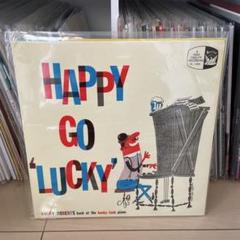 HAPPY
GO
"LUCKY"
LUCKY ROBERTS back at the honky-tonk piano